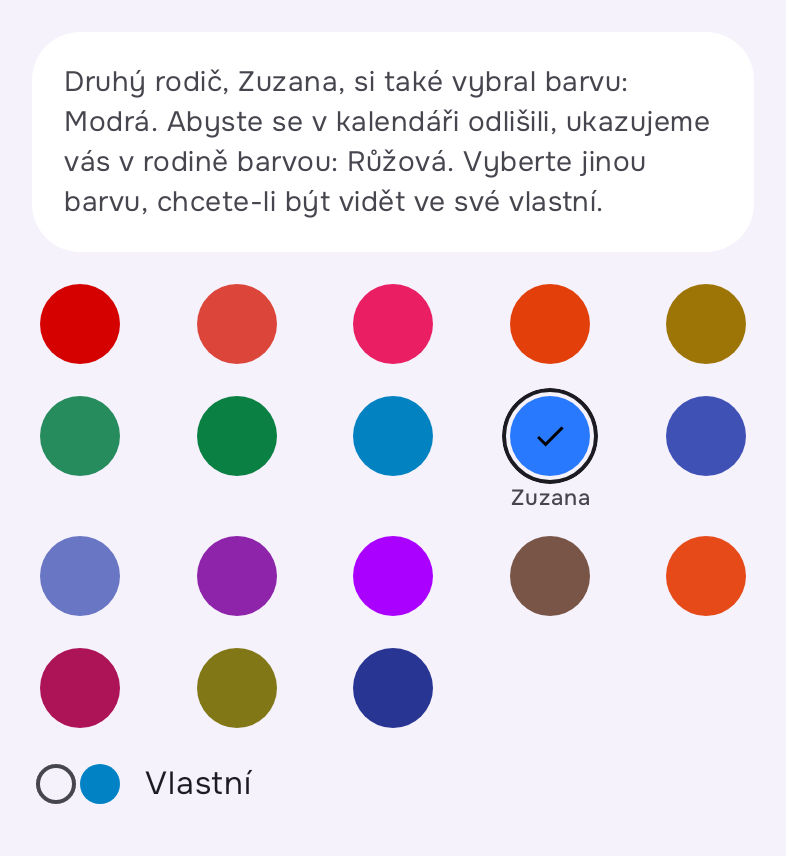 Druhý rodič, Zuzana, si také vybral barvu:
Modrá. Abyste se v kalendáři odlišili, ukazujeme
vás v rodině barvou: Růžová. Vyberte jinou
barvu, chcete-li být vidět ve své vlastní.
Zuzana
Vlastní